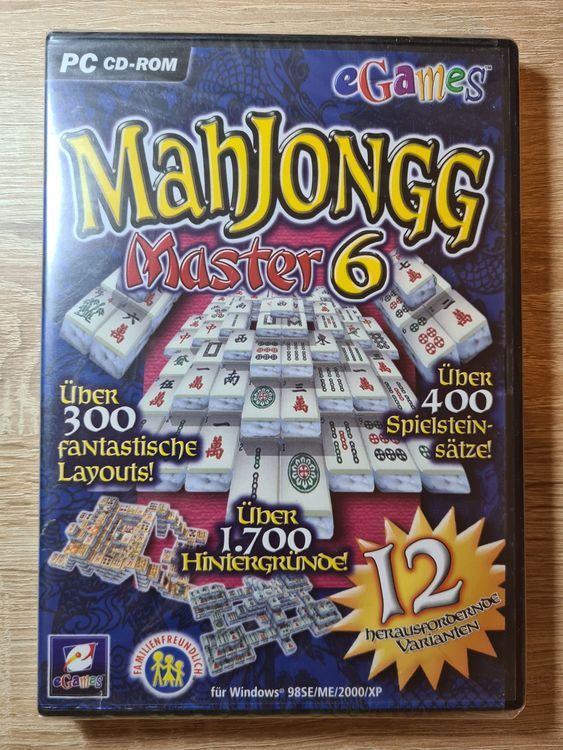 PC CD-ROM
eGames™
MahJongg
Master 6
Über
300
fantastische
Layouts!
Über
400
Spielstein-
sätze!
Über
1.700
Hintergründe!
12
herausfordernde
Varianten
eGames
FAMILIENFREUNDLICH
für Windows® 98SE/ME/2000/XP